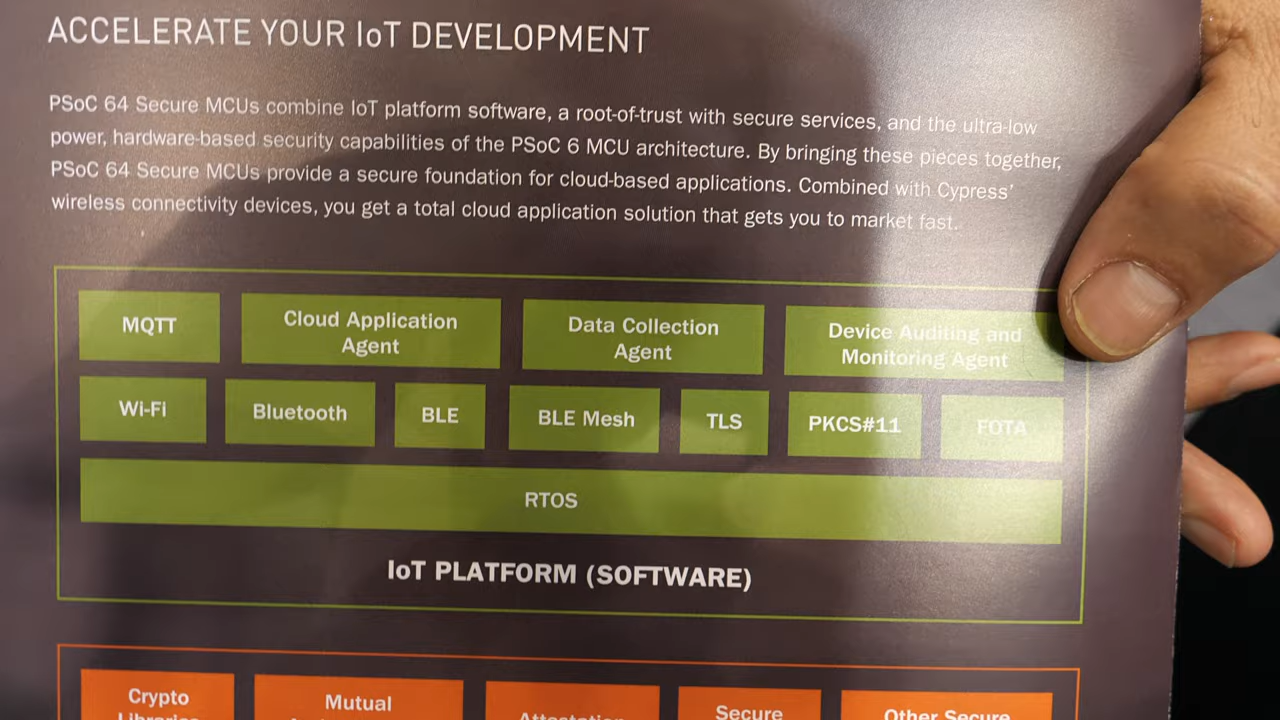 ACCELERATE YOUR IoT DEVELOPMENT
PSoC 64 Secure MCUs combine IoT platform software, a root-of-trust with secure services, and the ultra-low
power, hardware-based security capabilities of the PSoC 6 MCU architecture. By bringing these pieces together,
PSoC 64 Secure MCUs provide a secure foundation for cloud-based applications. Combined with Cypress'
wireless connectivity devices, you get a total cloud application solution that gets you to market fast.
MQTT
Cloud Application
Agent
Data Collection
Agent
Device Auditing and
Monitoring Agent
Wi-Fi
Bluetooth
BLE
BLE Mesh
TLS
PKCS#11
FOTA
RTOS
IoT PLATFORM (SOFTWARE)
Crypto
Libraries
Mutual
Attestation
Secure
Other Secure